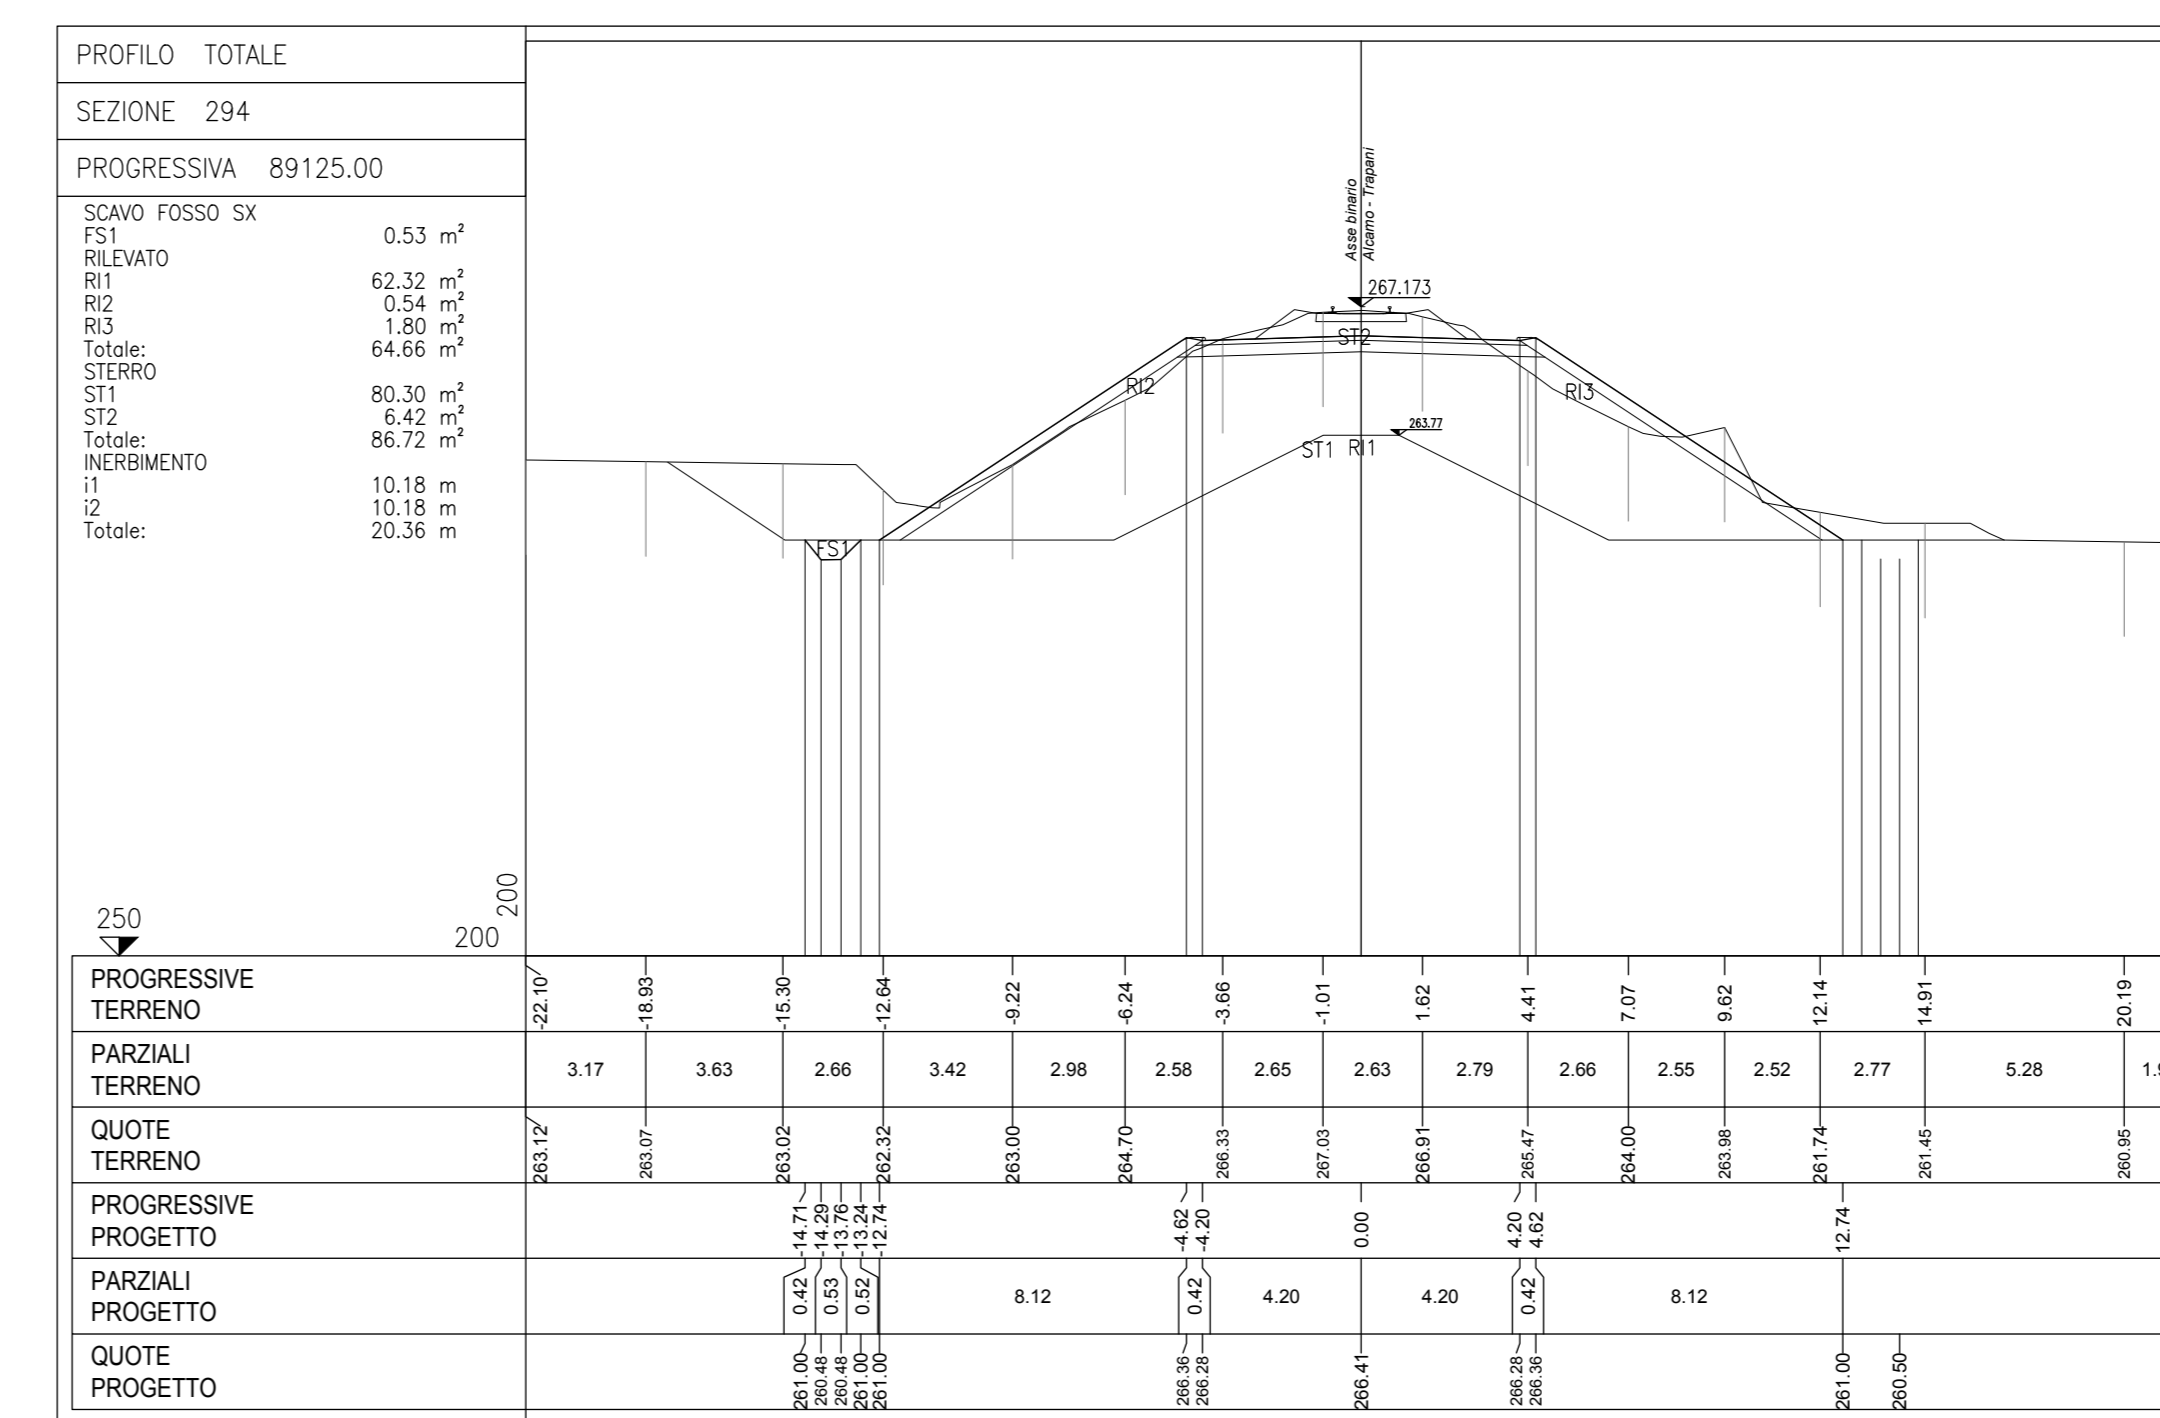 PROFILO TOTALE
SEZIONE 294
PROGRESSIVA 89125.00
SCAVO FOSSO SX
FS1 0.53 m²
RILEVATO
RI1 62.32 m²
RI2 0.54 m²
RI3 1.80 m²
Totale: 64.66 m²
STERRO
ST1 80.30 m²
ST2 6.42 m²
Totale: 86.72 m²
INERBIMENTO
i1 10.18 m
i2 10.18 m
Totale: 20.36 m
Asse binario
Alcamo - Trapani
267.173
ST2
RI2
RI3
263.77
ST1 RI1
FS1
250
200
200
PROGRESSIVE TERRENO
-22.10 -18.93 -15.30 -12.64 -9.22 -6.24 -3.66 -1.01 1.62 4.41 7.07 9.62 12.14 14.91 20.19
PARZIALI TERRENO
3.17 3.63 2.66 3.42 2.98 2.58 2.65 2.63 2.79 2.66 2.55 2.52 2.77 5.28
QUOTE TERRENO
263.12 263.07 263.02 262.32 263.00 264.70 266.33 267.03 266.91 265.47 264.00 263.98 261.74 261.45 260.95
PROGRESSIVE PROGETTO
-14.71 -14.29 -13.76 -13.24 -12.74 -4.62 -4.20 0.00 4.20 4.62 12.74
PARZIALI PROGETTO
0.42 0.53 0.52 8.12 0.42 4.20 4.20 0.42 8.12
QUOTE PROGETTO
261.00 260.48 260.48 261.00 261.00 266.36 266.28 266.41 266.28 266.36 261.00 260.50